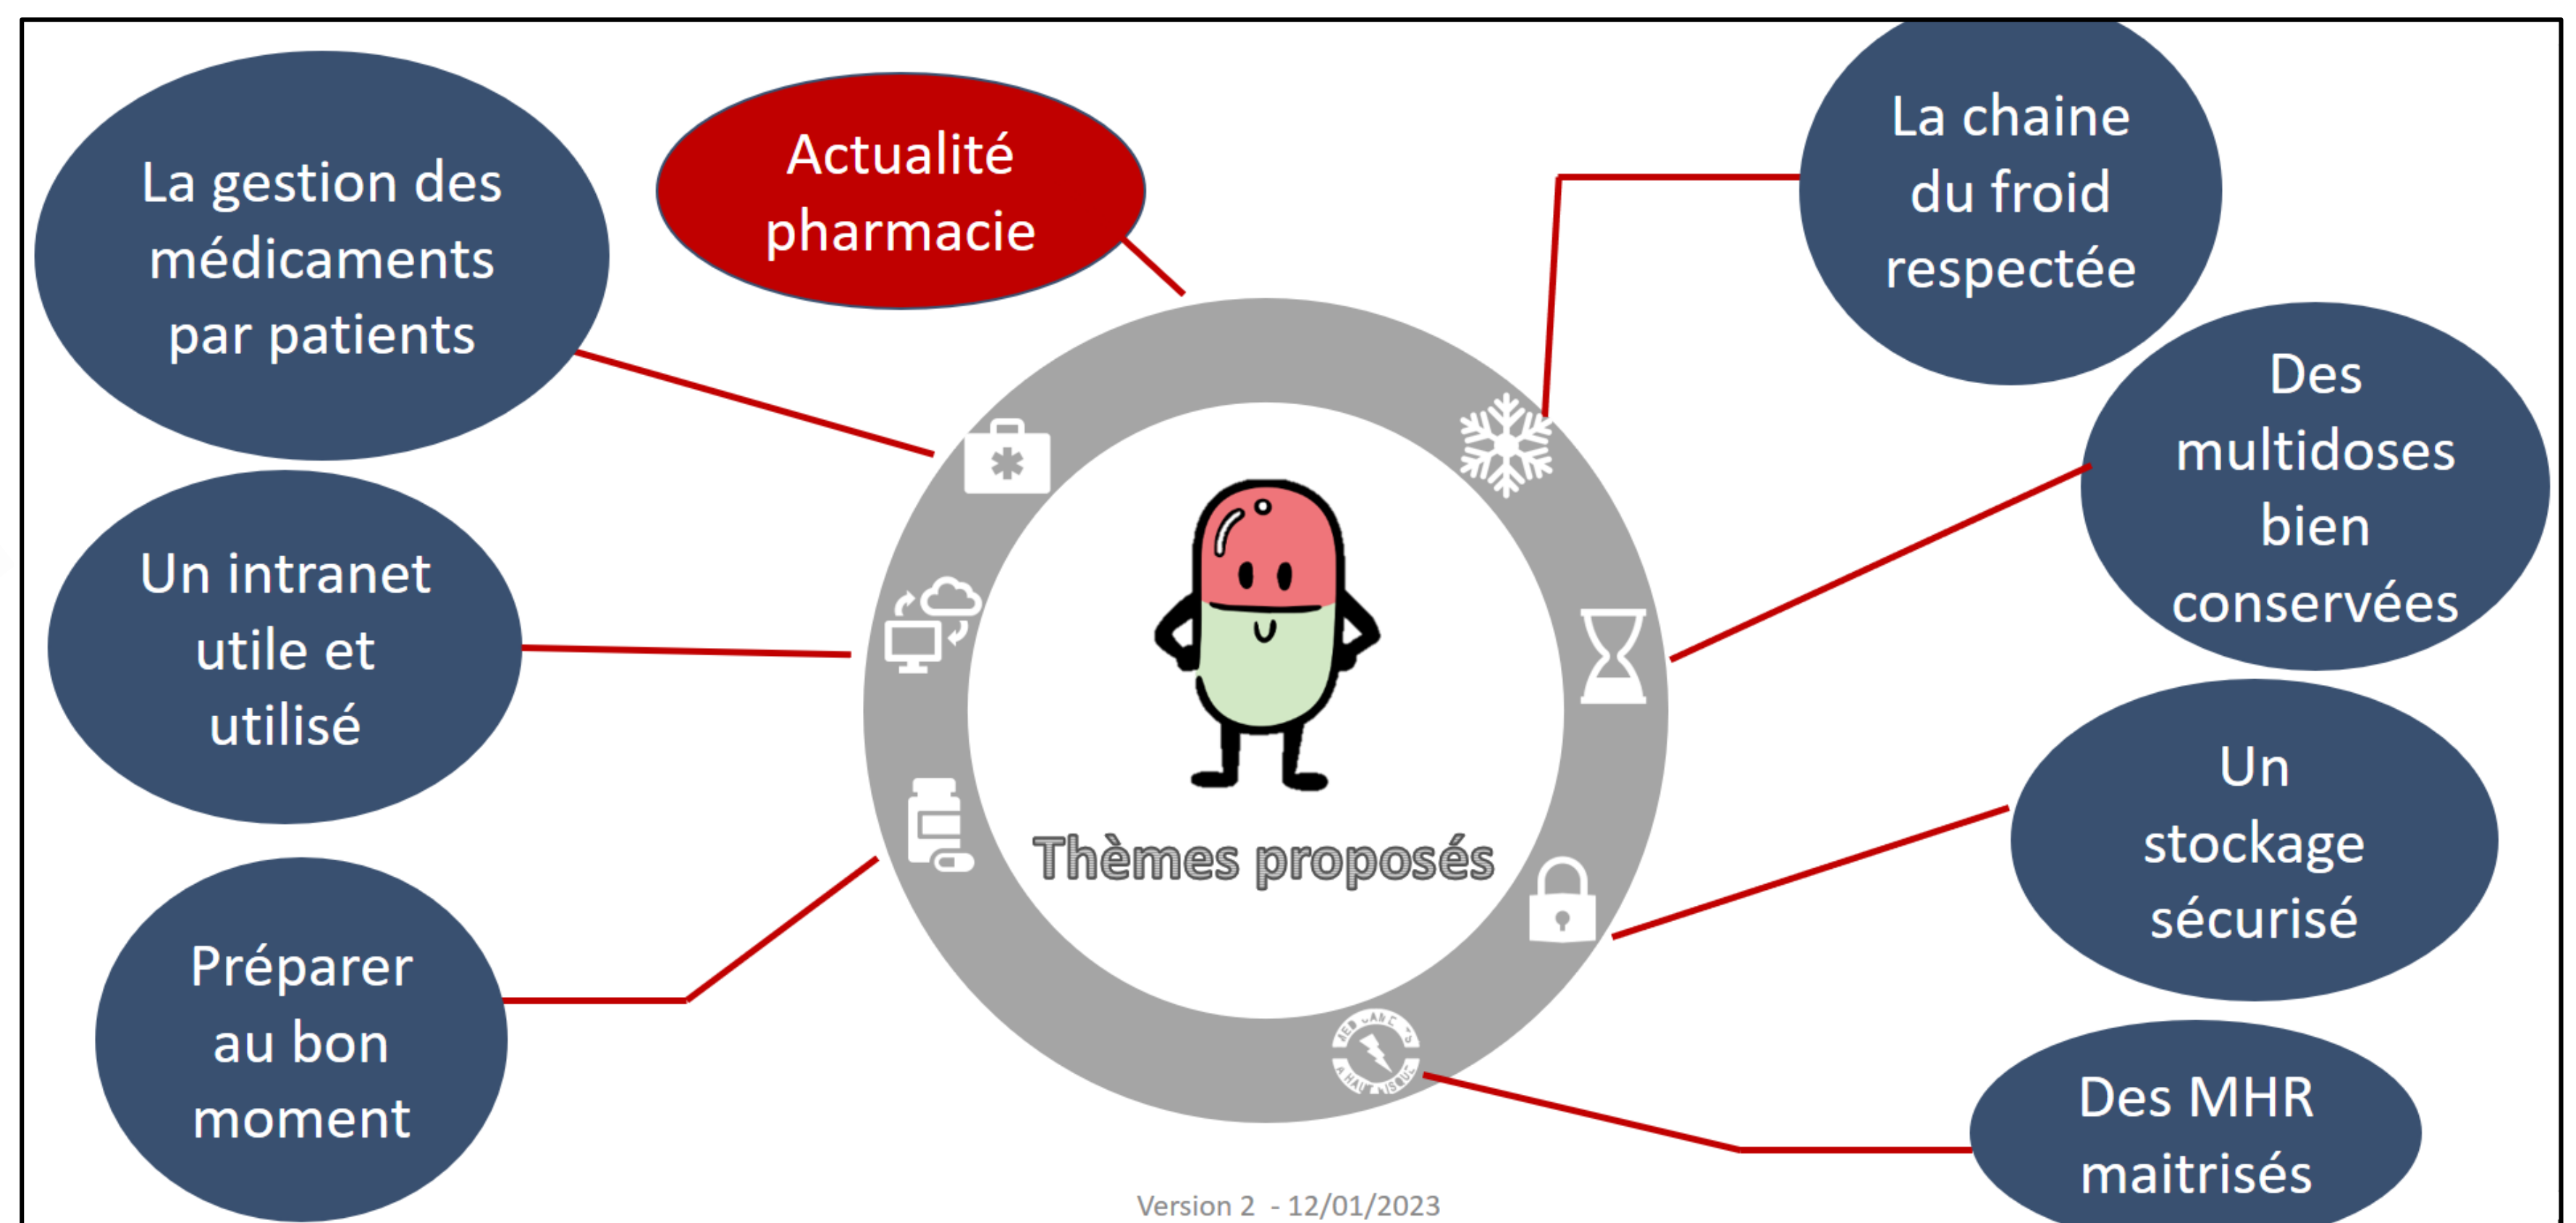 La gestion des
médicaments
par patients
Actualité
pharmacie
La chaine
du froid
respectée
Des
multidoses
bien
conservées
Un intranet
utile et
utilisé
Un
stockage
sécurisé
Thèmes proposés
Préparer
au bon
moment
Des MHR
maitrisés
Version 2 - 12/01/2023